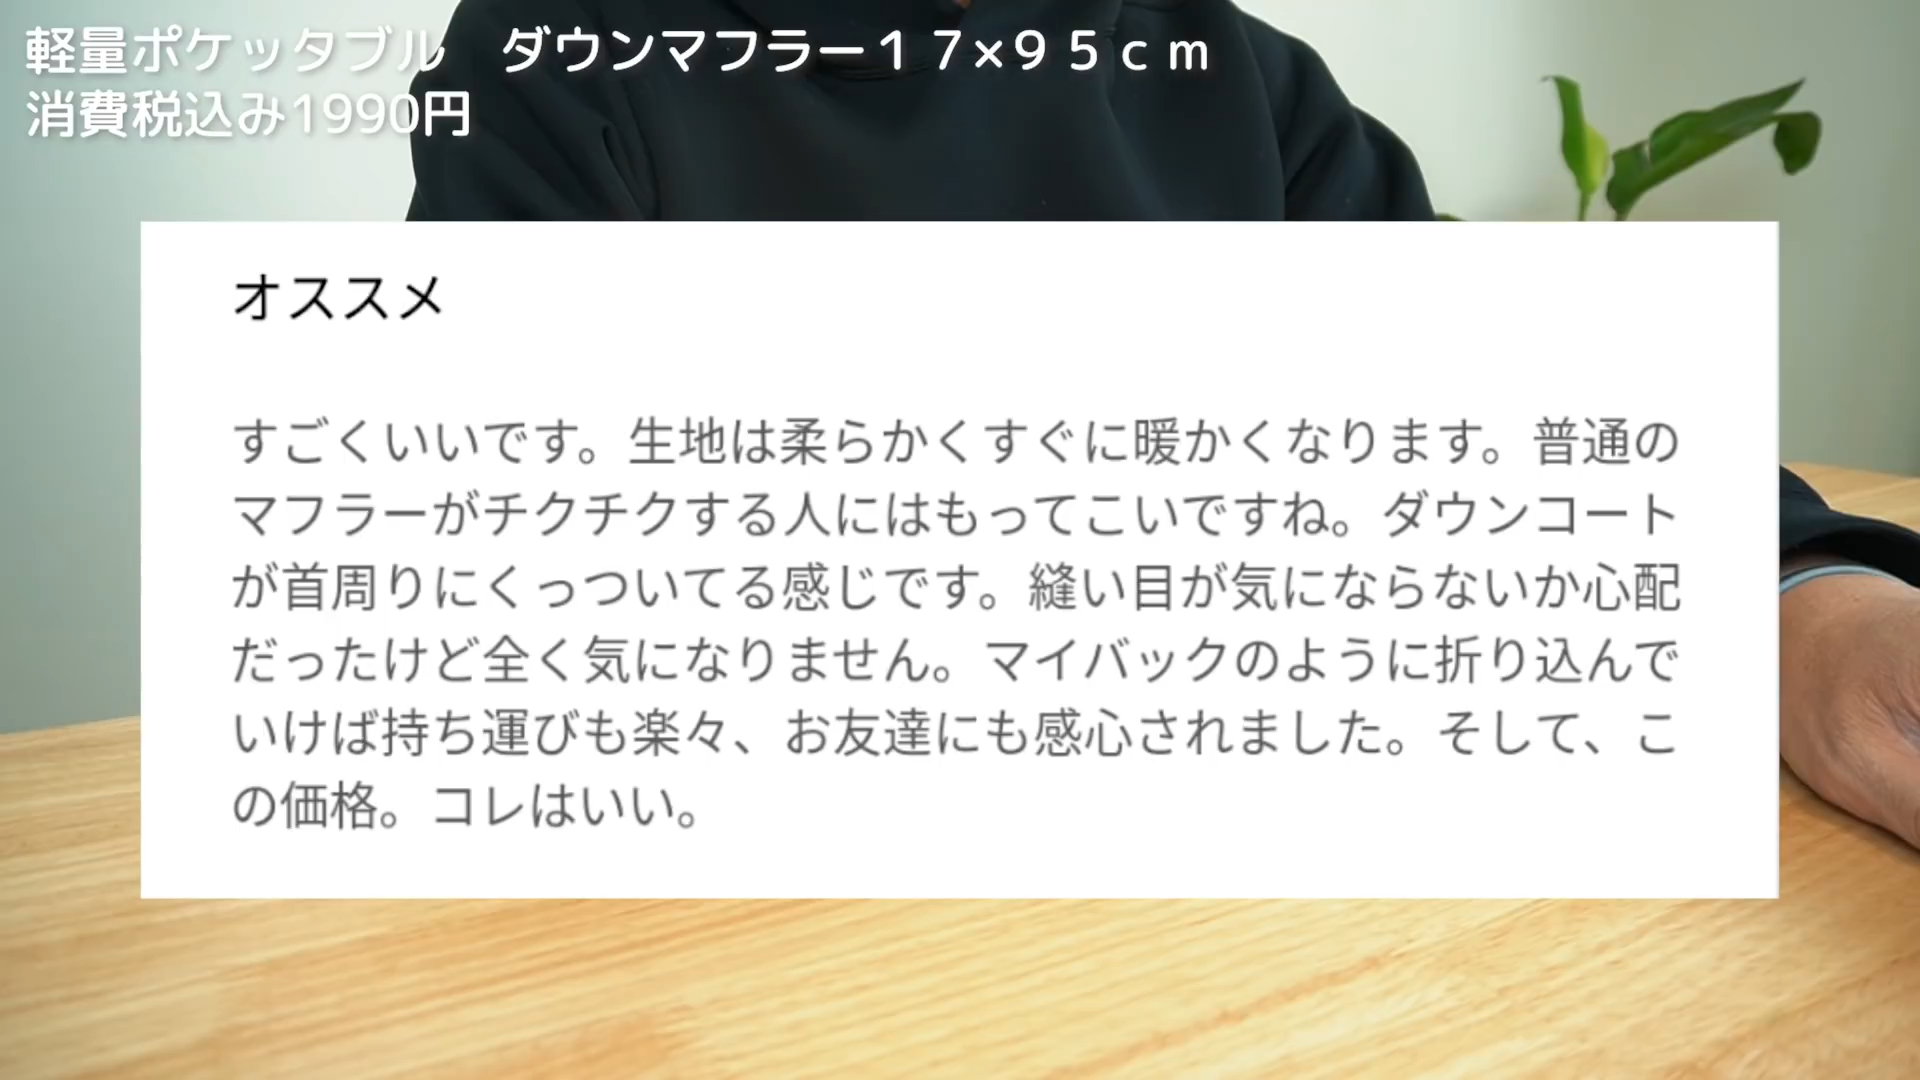 軽量ポケッタブル　ダウンマフラー１７×９５ｃｍ
消費税込み1990円
オススメ
すごくいいです。生地は柔らかくすぐに暖かくなります。普通の
マフラーがチクチクする人にはもってこいですね。ダウンコート
が首周りにくっついてる感じです。縫い目が気にならないか心配
だったけど全く気になりません。マイバックのように折り込んで
いけば持ち運びも楽々、お友達にも感心されました。そして、こ
の価格。コレはいい。